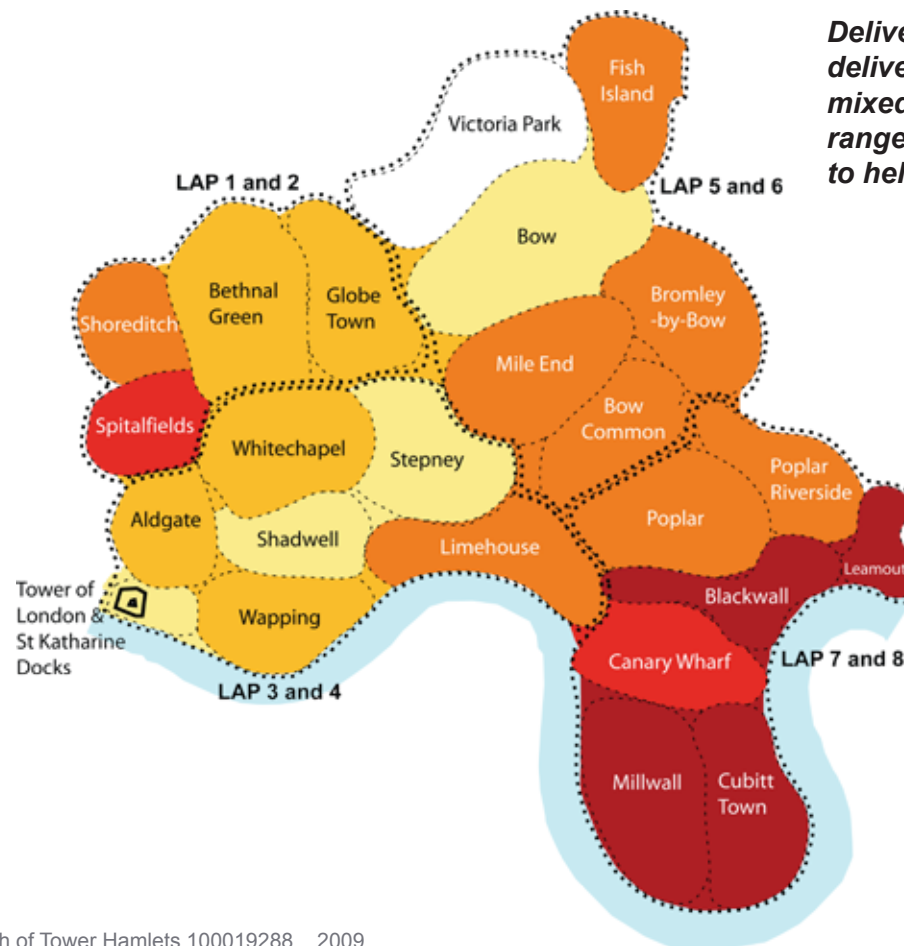 Fish
Island
Victoria Park
LAP 1 and 2
LAP 5 and 6
Bow
Bethnal
Green
Globe
Town
Bromley
-by-Bow
Shoreditch
Mile End
Bow
Common
Spitalfields
Whitechapel
Stepney
Poplar
Riverside
Aldgate
Shadwell
Limehouse
Poplar
Leamout
Blackwall
Tower of
London &
St Katharine
Docks
Wapping
Canary Wharf
LAP 7 and 8
LAP 3 and 4
Millwall
Cubitt
Town
Delive
delive
mixed
range
to hel
h of Tower Hamlets 100019288 2009